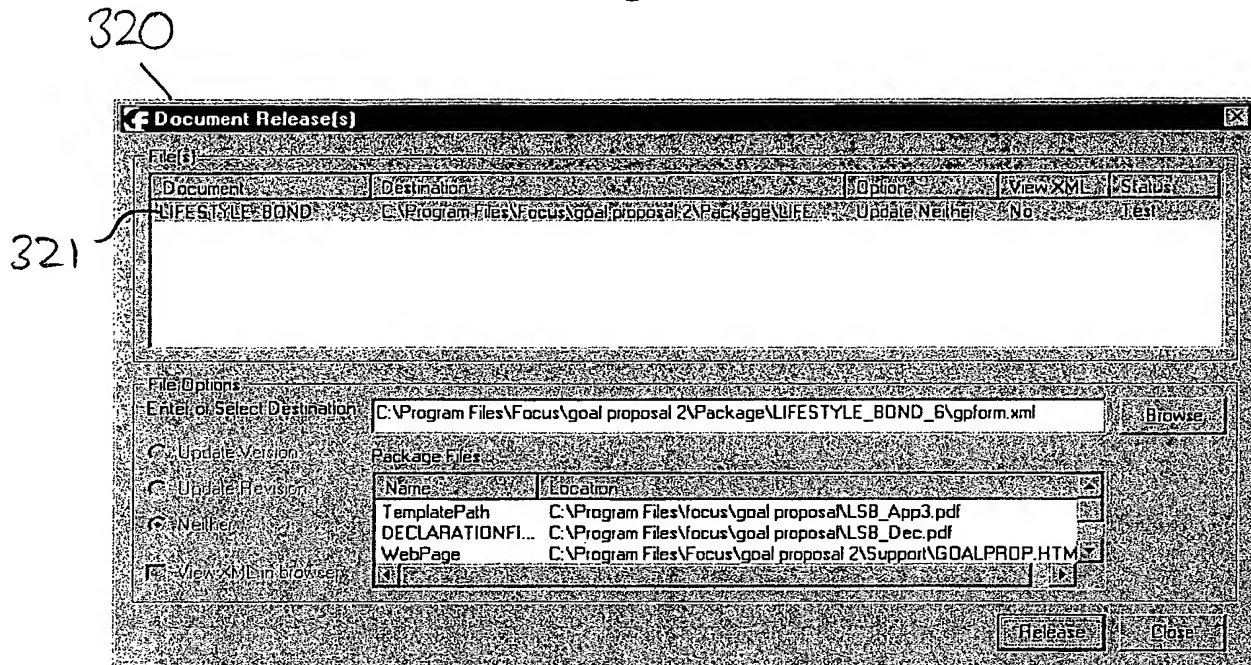 320
Document Release(s)
File(s)
Document Destination Option View XML Status
321
LIFESTYLE_BOND C:\Program Files\Focus\goal proposal 2\Package\LIFE... Update Neither No Test
File Options
Enter or Select Destination C:\Program Files\Focus\goal proposal 2\Package\LIFESTYLE_BOND_6\gpform.xml Browse
Update Version Package Files
Update Revision Name Location
TemplatePath C:\Program Files\focus\goal proposal\LSB_App3.pdf
Neither DECLARATIONFI... C:\Program Files\focus\goal proposal\LSB_Dec.pdf
WebPage C:\Program Files\Focus\goal proposal 2\Support\GOALPROP.HTM
View XML in browser
Release Close